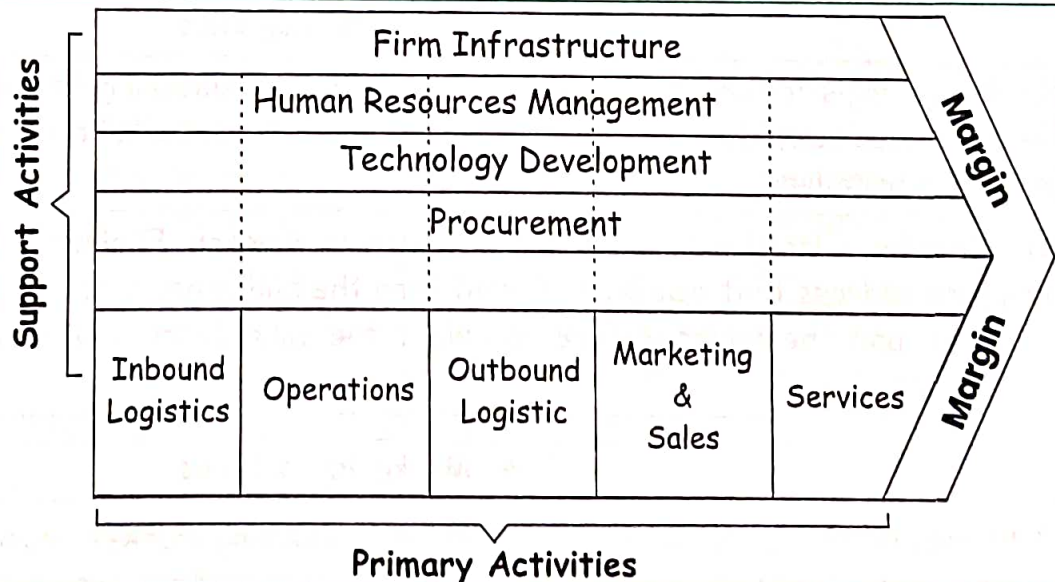 Support Activities
Firm Infrastructure
Human Resources Management
Technology Development
Procurement
Inbound
Logistics
Operations
Outbound
Logistic
Marketing
&
Sales
Services
Margin
Margin
Primary Activities